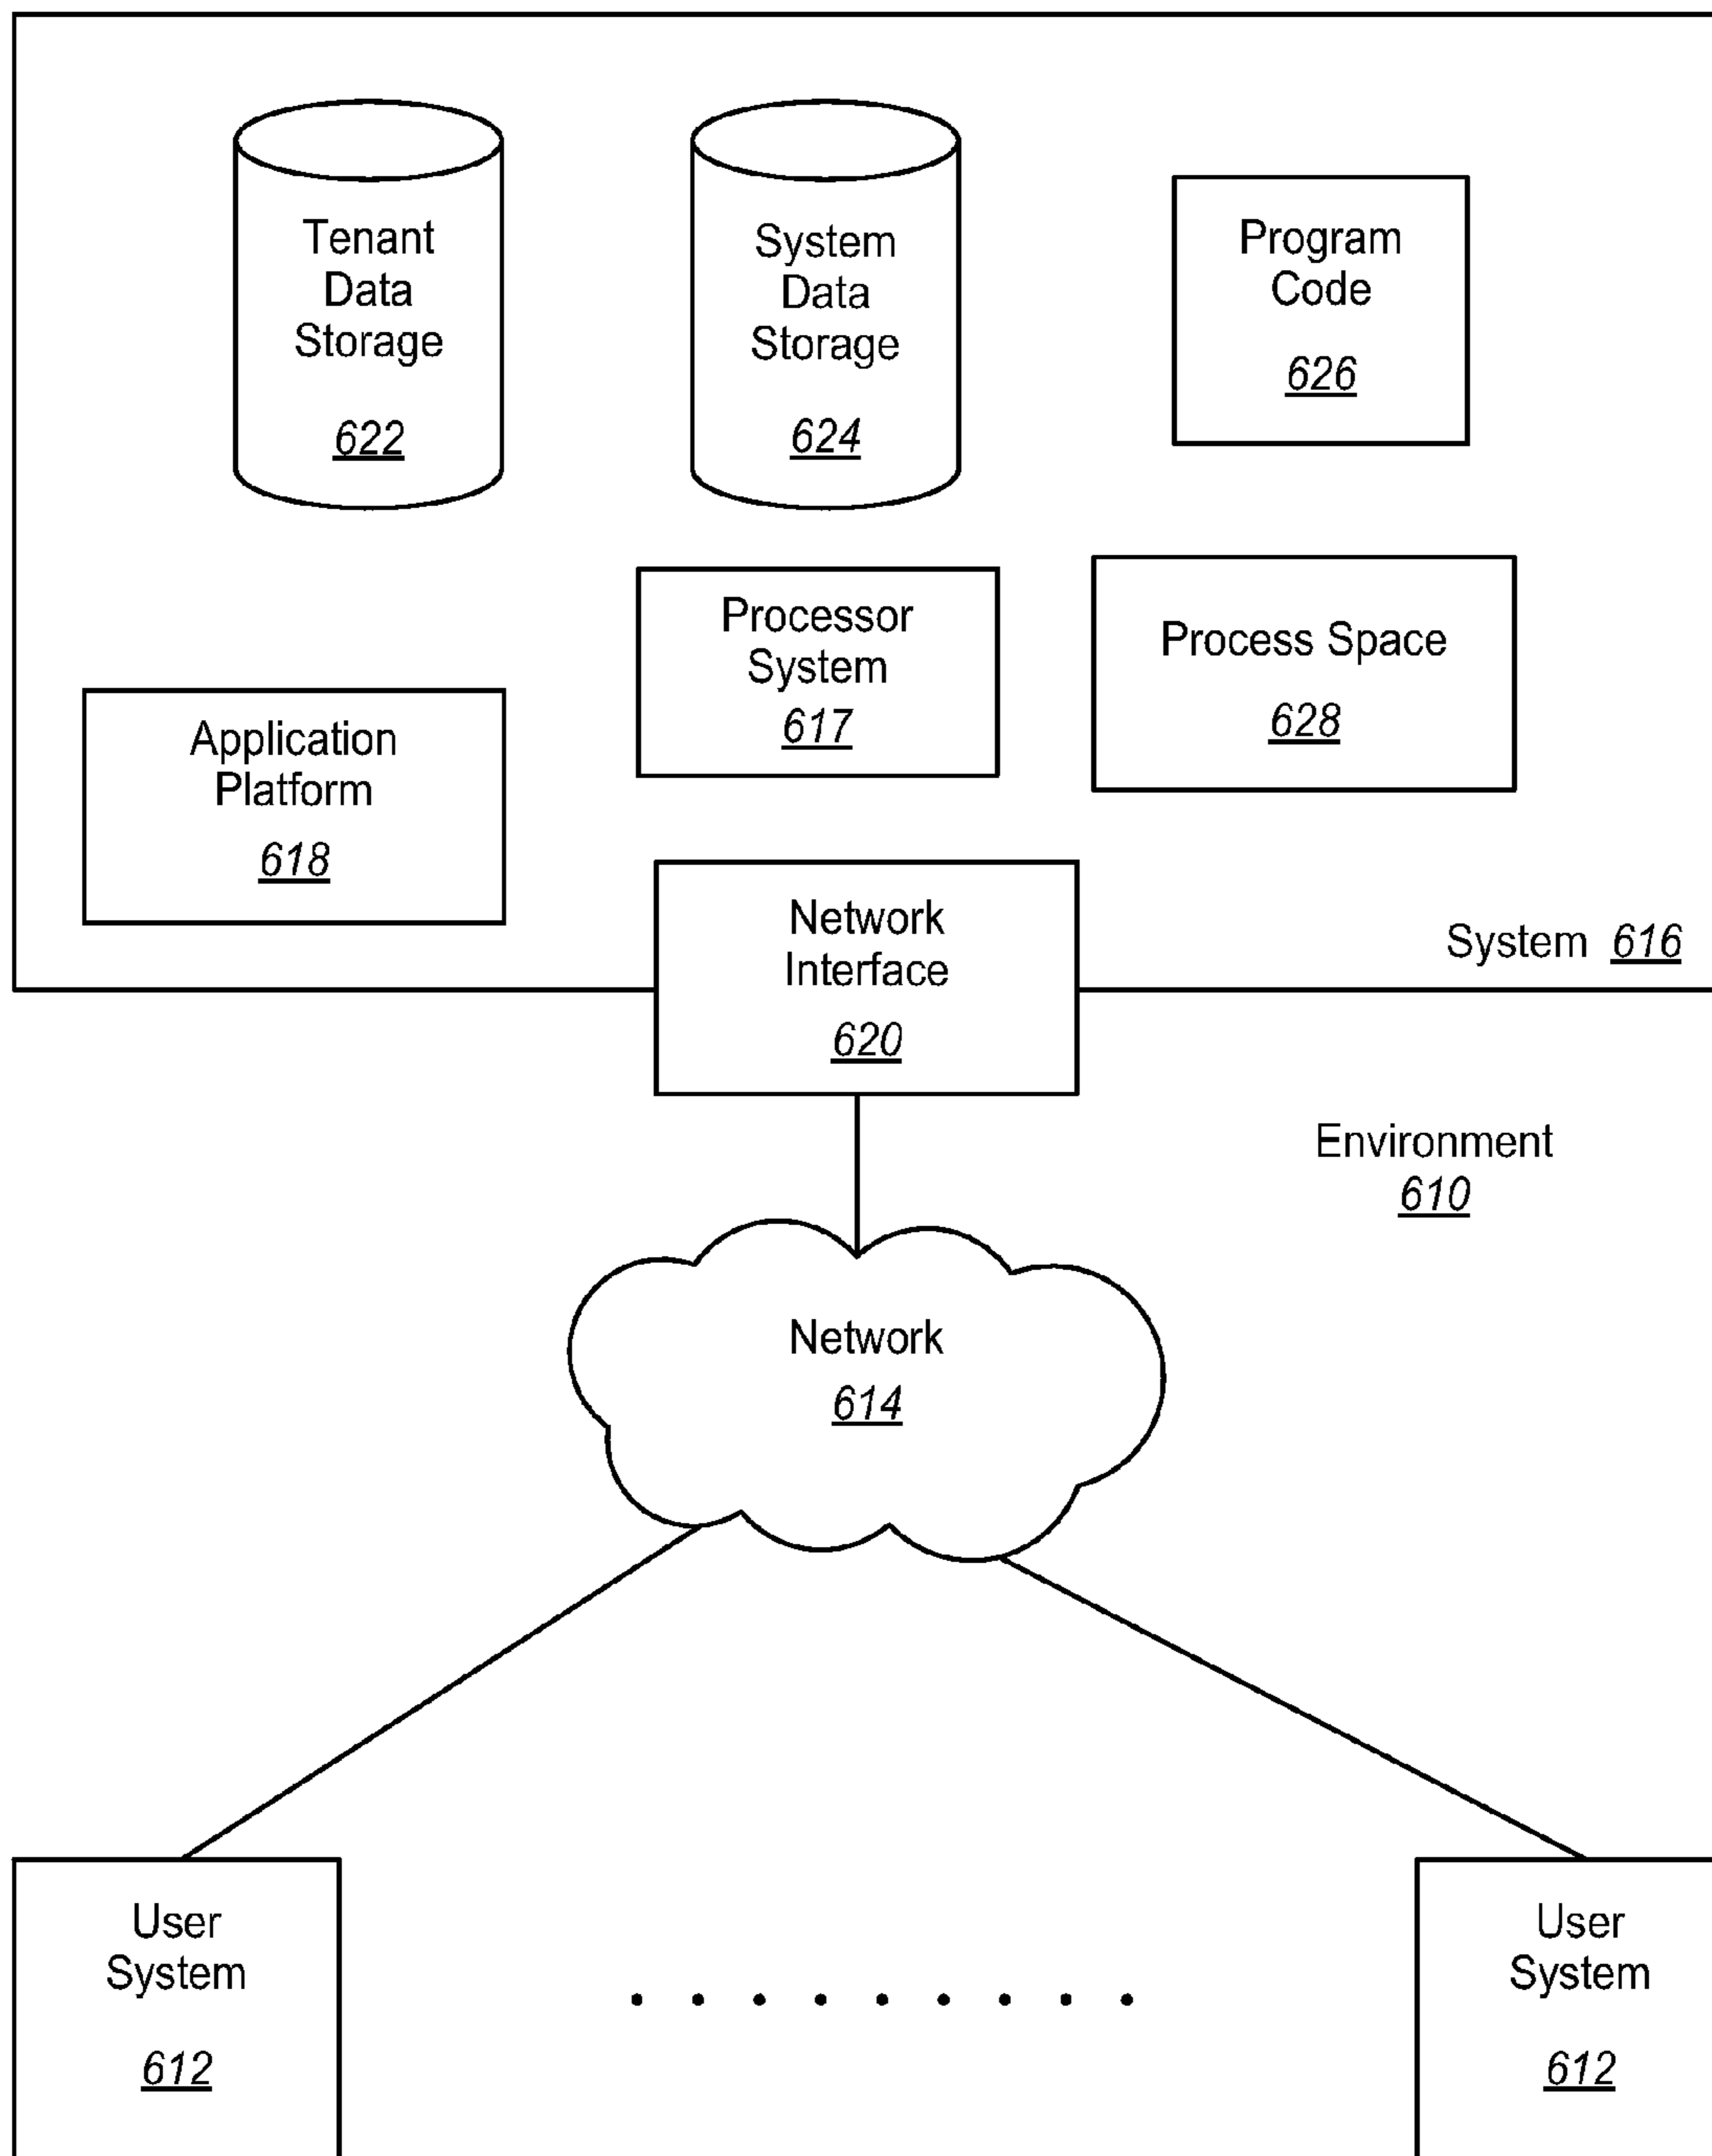 Tenant
Data
Storage
622
System
Data
Storage
624
Program
Code
626
Processor
System
617
Process Space
628
Application
Platform
618
Network
Interface
620
System 616
Environment
610
Network
614
User
System
612
User
System
612